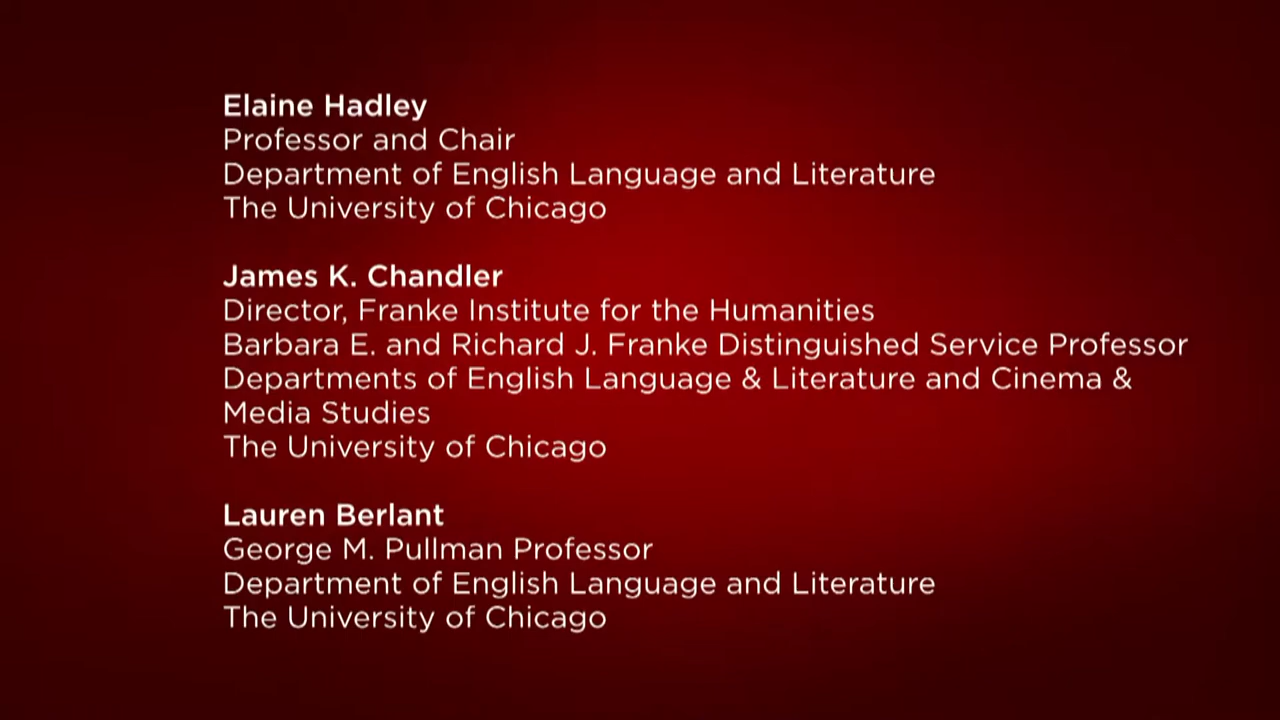 Elaine Hadley
Professor and Chair
Department of English Language and Literature
The University of Chicago
James K. Chandler
Director, Franke Institute for the Humanities
Barbara E. and Richard J. Franke Distinguished Service Professor
Departments of English Language & Literature and Cinema &
Media Studies
The University of Chicago
Lauren Berlant
George M. Pullman Professor
Department of English Language and Literature
The University of Chicago